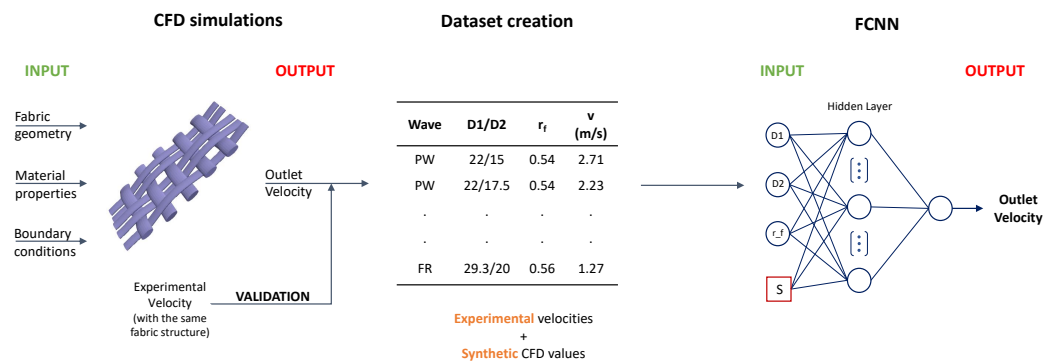 CFD simulations
INPUT
OUTPUT
Fabric
geometry
Material
properties
Boundary
conditions
Outlet
Velocity
Experimental
Velocity
(with the same
fabric structure)
VALIDATION
Dataset creation
Wave D1/D2 r_f v
(m/s)
PW 22/15 0.54 2.71
PW 22/17.5 0.54 2.23
. . . .
. . . .
FR 29.3/20 0.56 1.27
Experimental velocities
+
Synthetic CFD values
FCNN
INPUT
OUTPUT
Hidden Layer
D1
D2
r_f
S
Outlet
Velocity